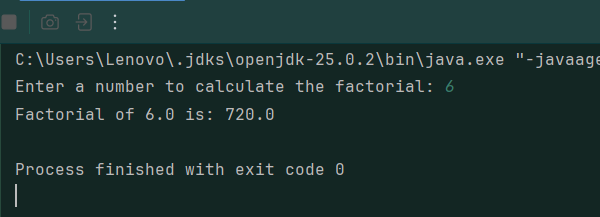 C:\Users\Lenovo\.jdks\openjdk-25.0.2\bin\java.exe "-javaage
Enter a number to calculate the factorial: 6
Factorial of 6.0 is: 720.0
Process finished with exit code 0